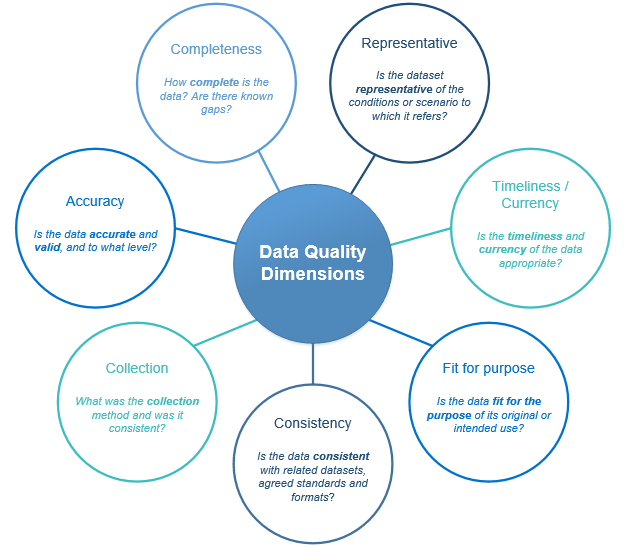 Completeness
How complete is the
data? Are there known
gaps?
Representative
Is the dataset
representative of the
conditions or scenario to
which it refers?
Accuracy
Is the data accurate and
valid, and to what level?
Timeliness /
Currency
Is the timeliness and
currency of the data
appropriate?
Data Quality
Dimensions
Collection
What was the collection
method and was it
consistent?
Fit for purpose
Is the data fit for the
purpose of its original or
intended use?
Consistency
Is the data consistent
with related datasets,
agreed standards and
formats?